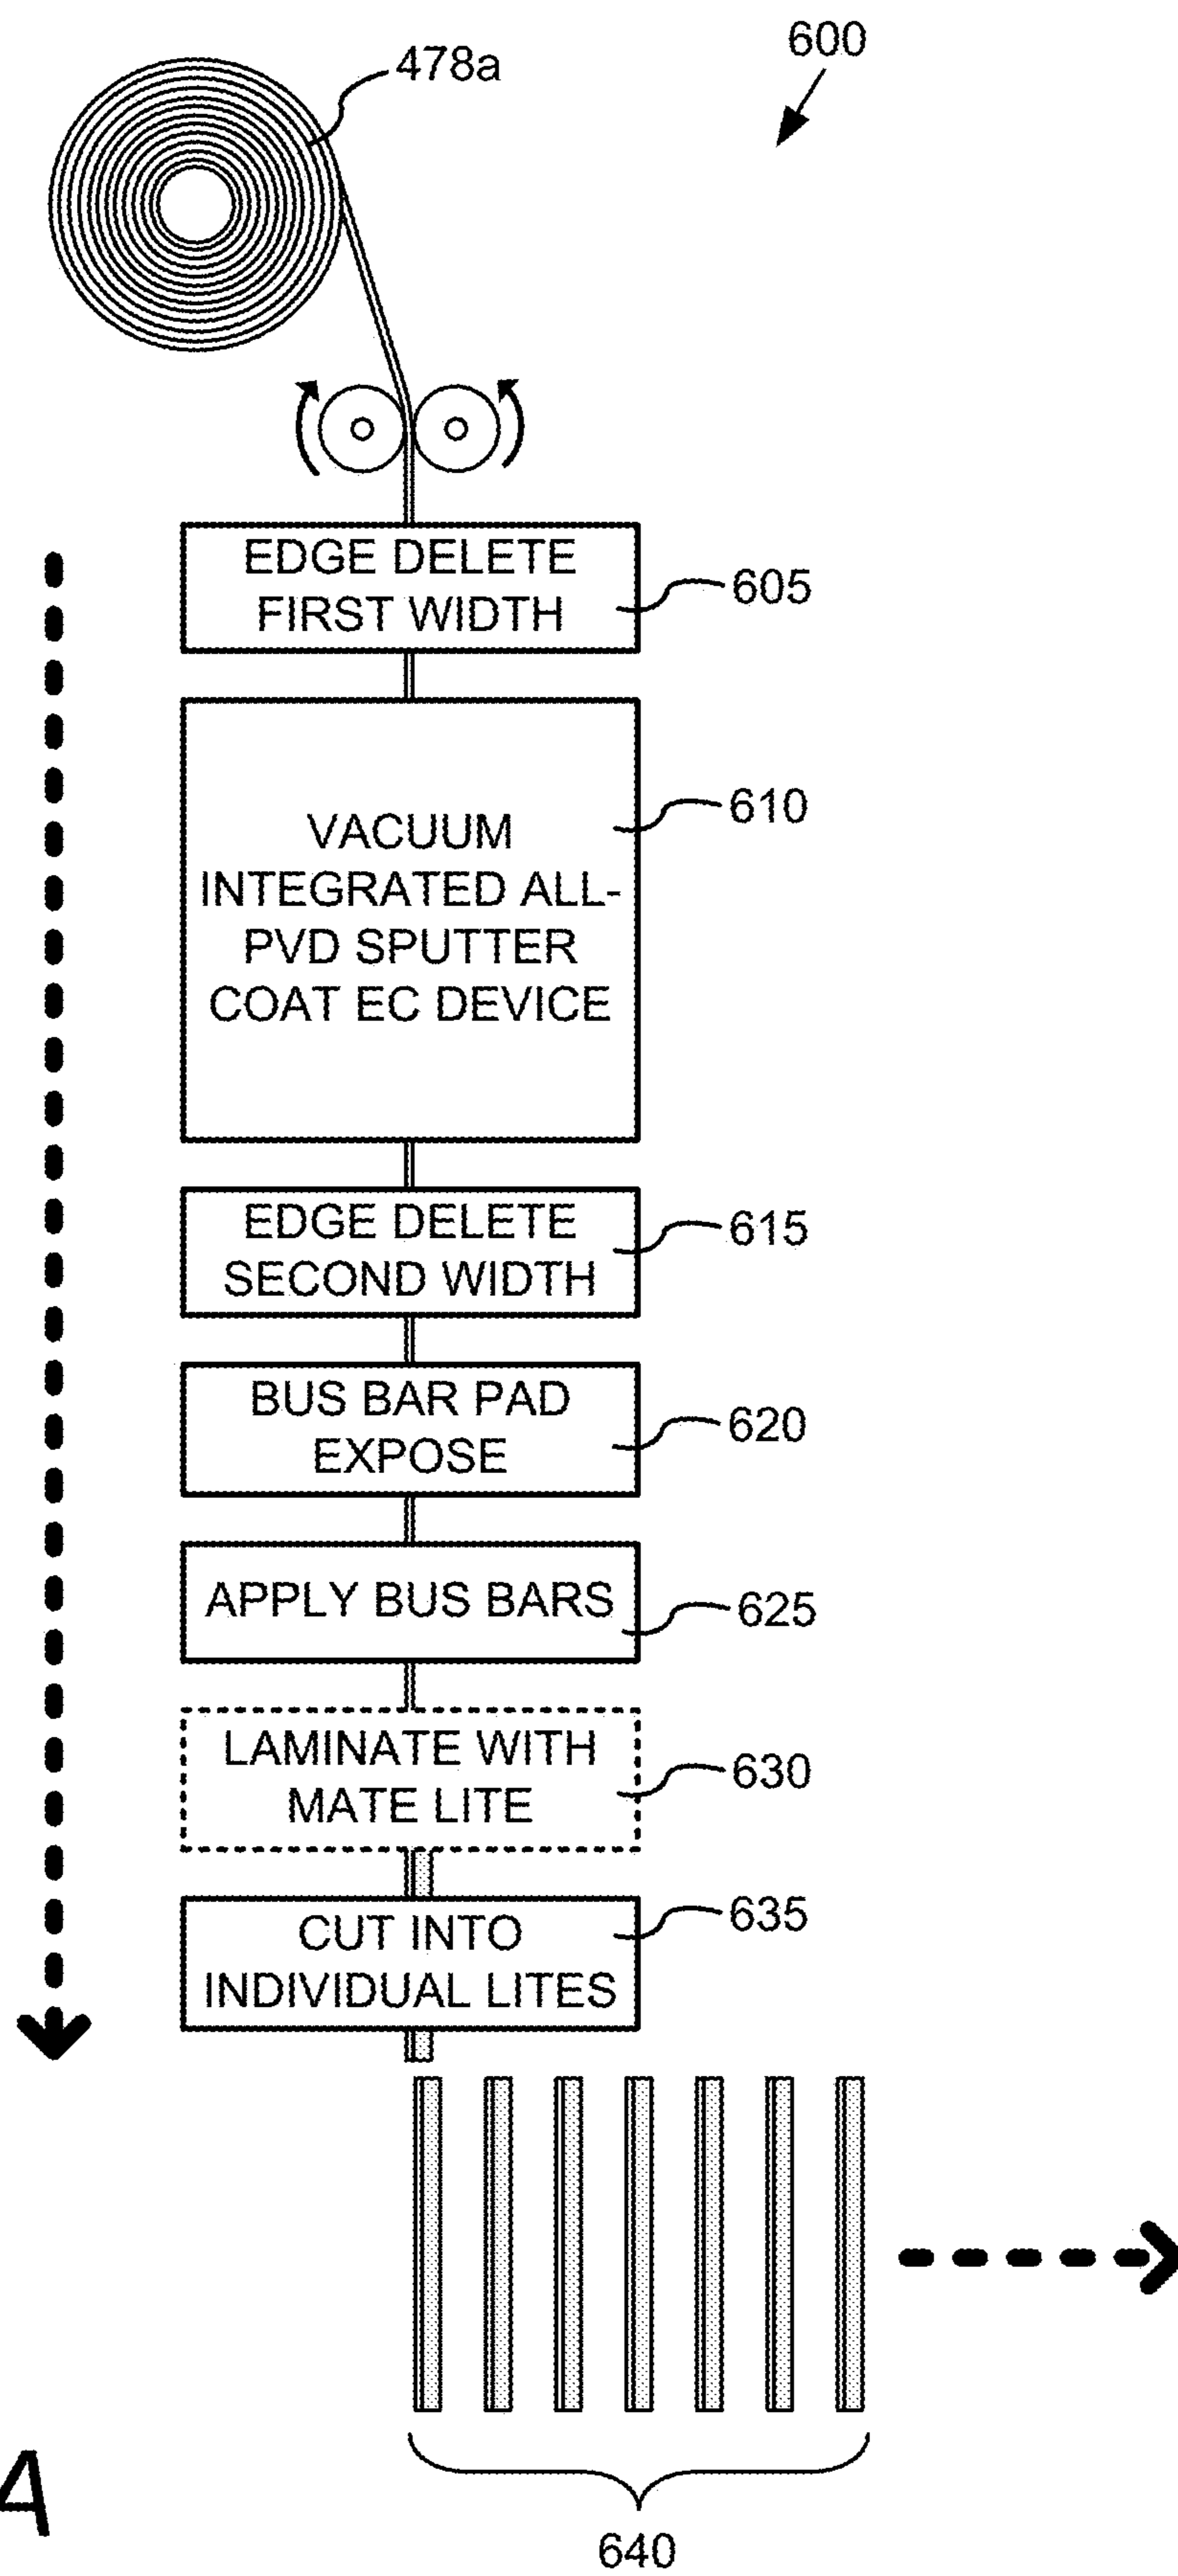 600
478a
EDGE DELETE
FIRST WIDTH
605
VACUUM
INTEGRATED ALL-
PVD SPUTTER
COAT EC DEVICE
610
EDGE DELETE
SECOND WIDTH
615
BUS BAR PAD
EXPOSE
620
APPLY BUS BARS
625
LAMINATE WITH
MATE LITE
630
CUT INTO
INDIVIDUAL LITES
635
A
640